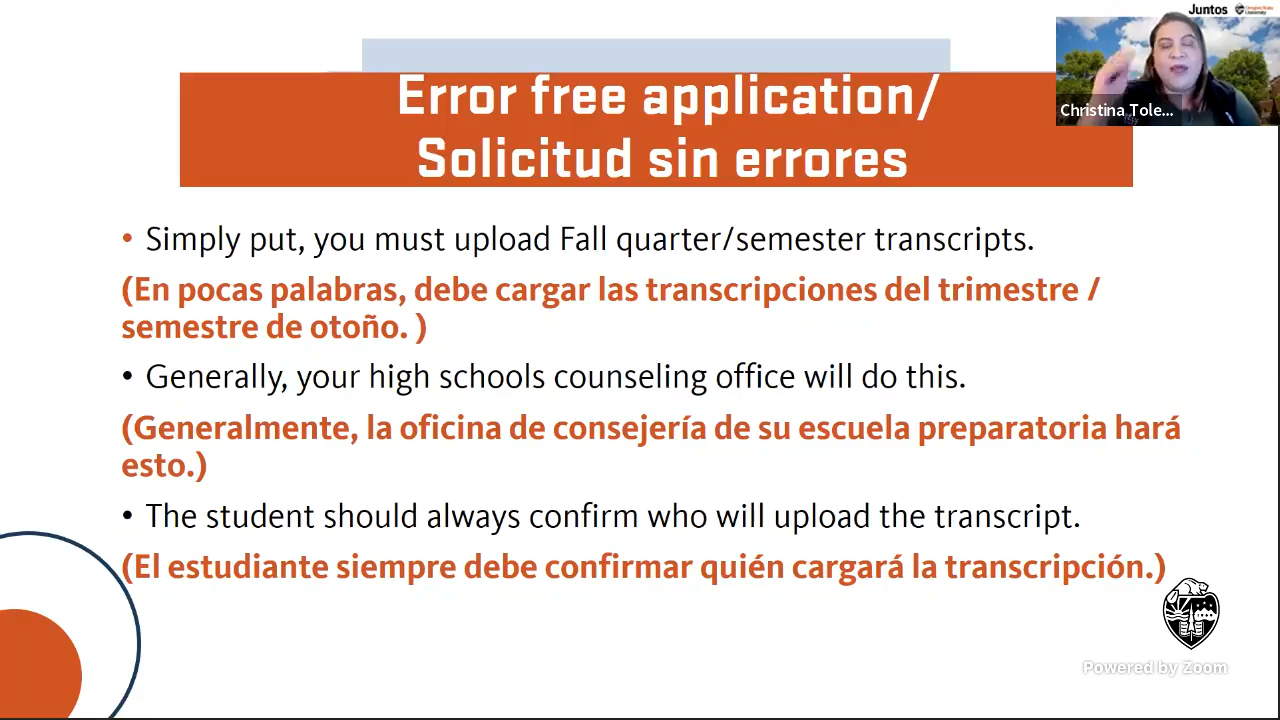 Juntos
Oregon State
University
Christina Tole...
Error free application/
Solicitud sin errores
• Simply put, you must upload Fall quarter/semester transcripts.
(En pocas palabras, debe cargar las transcripciones del trimestre /
semestre de otoño. )
• Generally, your high schools counseling office will do this.
(Generalmente, la oficina de consejería de su escuela preparatoria hará
esto.)
• The student should always confirm who will upload the transcript.
(El estudiante siempre debe confirmar quién cargará la transcripción.)
Powered by Zoom